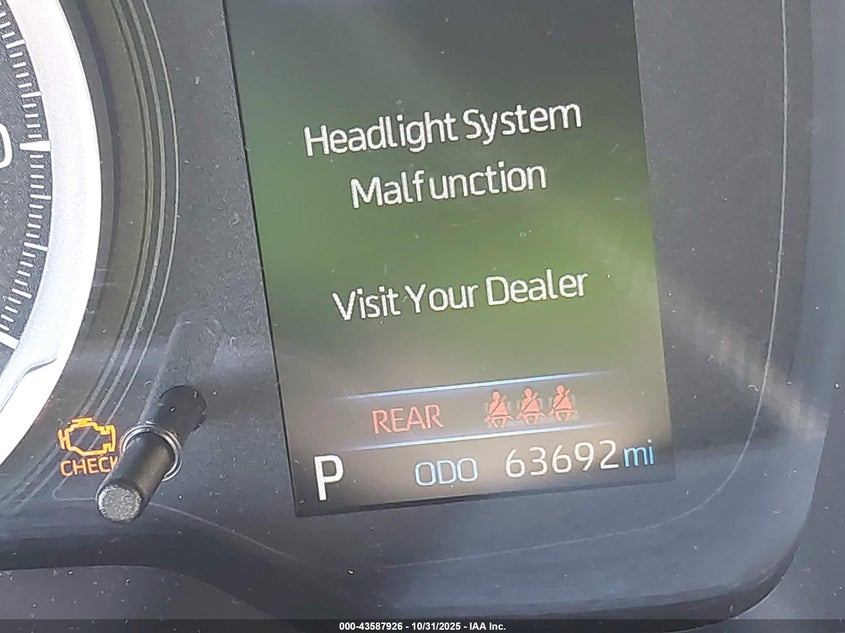 Headlight System
Malfunction
Visit Your Dealer
REAR
CHECK
P ODO 63692 mi
000-43587926 - 10/31/2025 - IAA Inc.